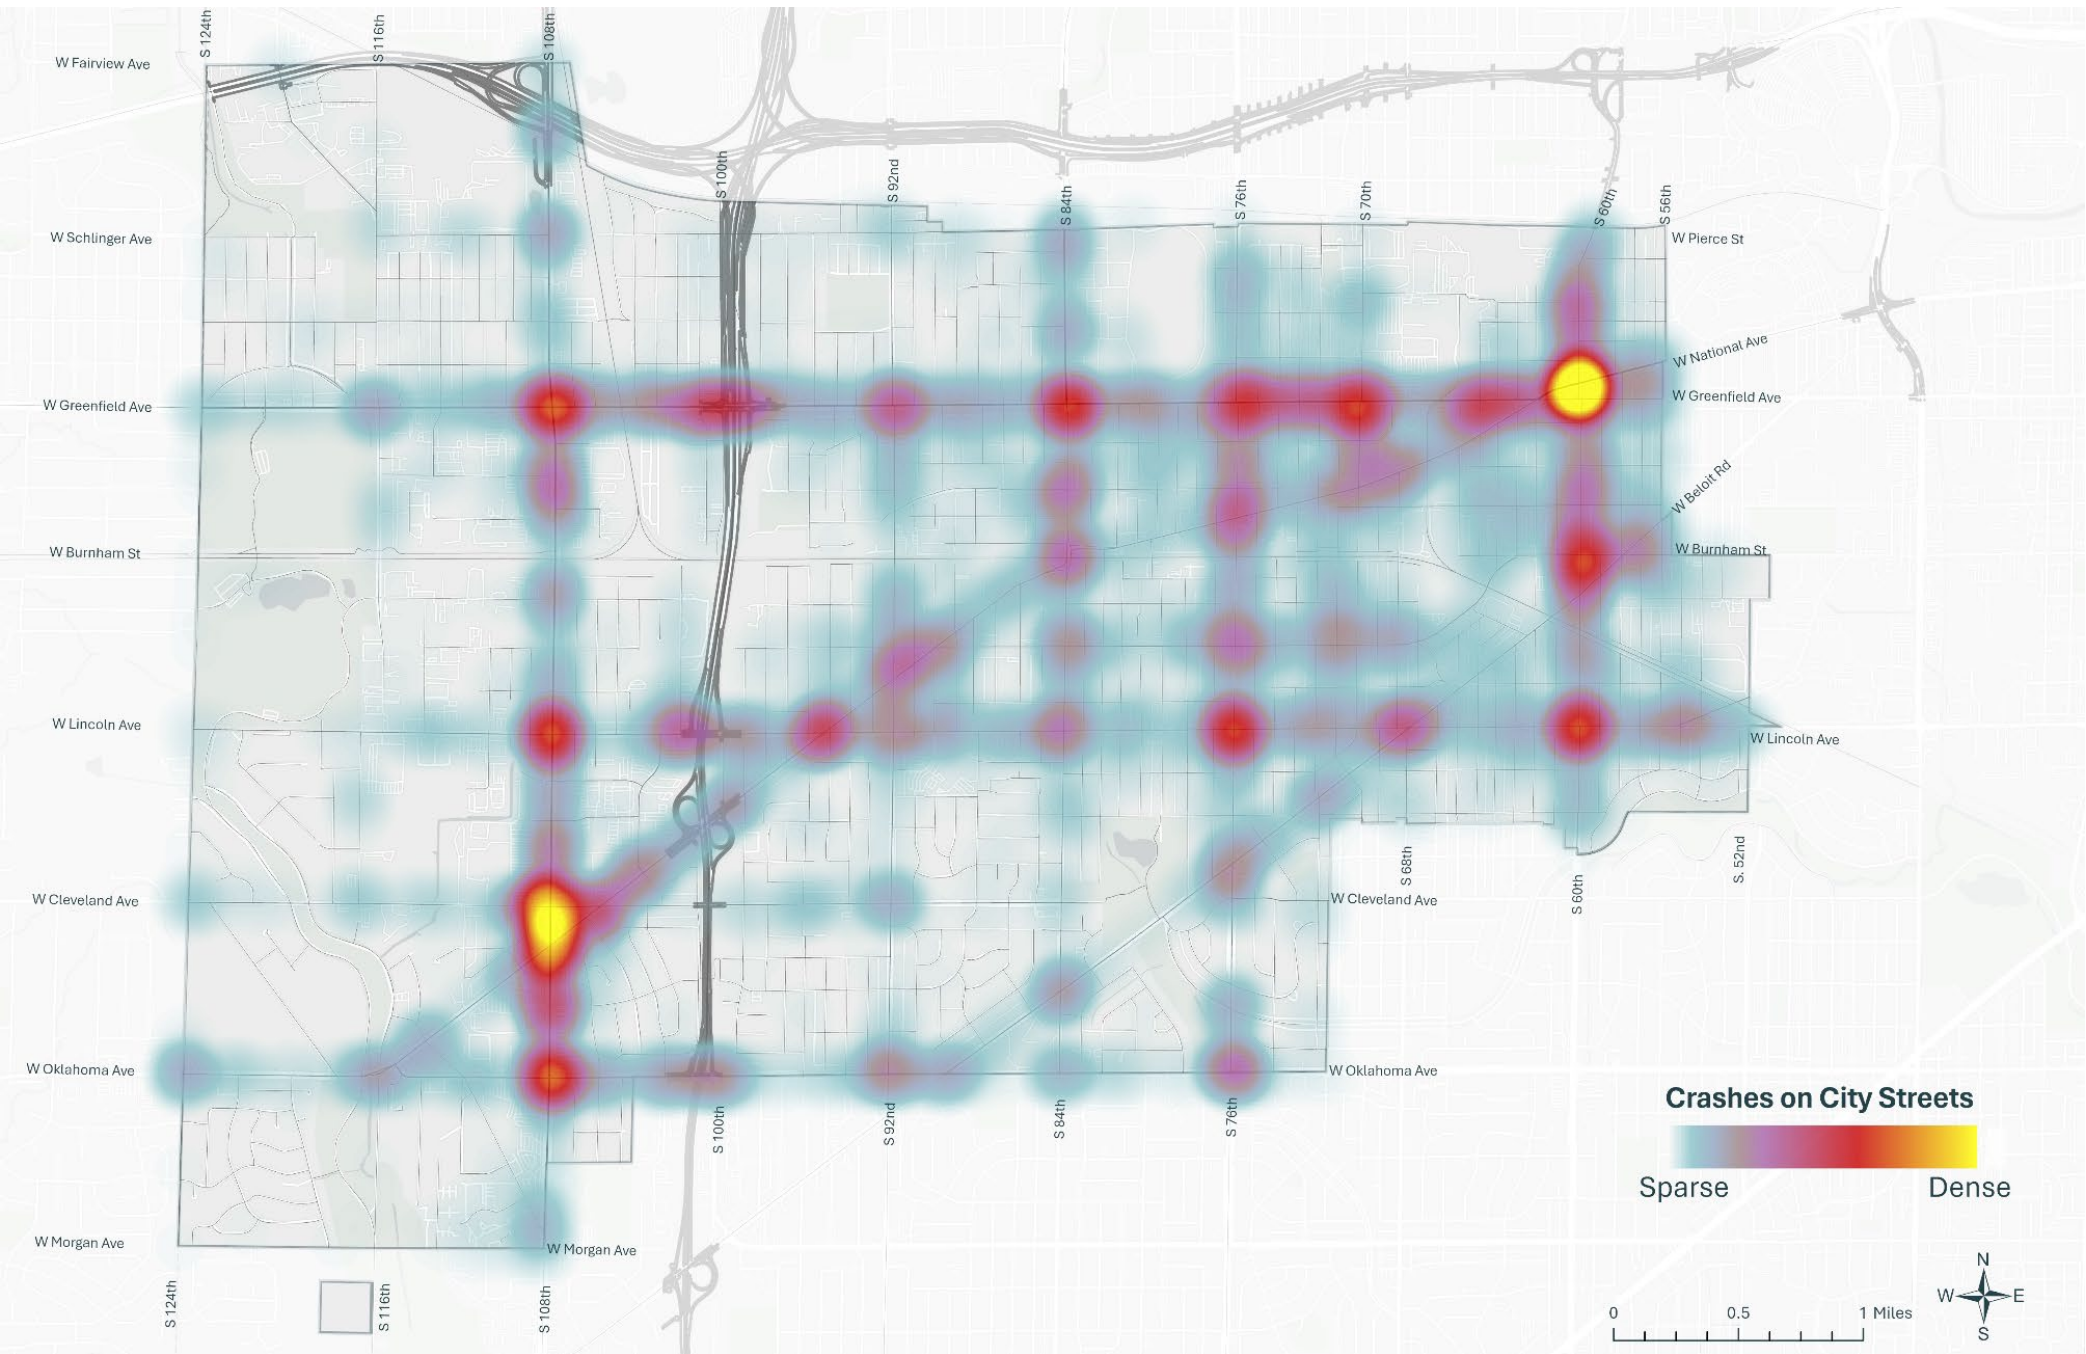 S 124th
S 116th
S 108th
W Fairview Ave
S 100th
S 92nd
S 84th
S 76th
S 70th
S 60th
S 56th
W Schlinger Ave
W Pierce St
W National Ave
W Greenfield Ave
W Greenfield Ave
W Beloit Rd
W Burnham St
W Burnham St
W Lincoln Ave
W Lincoln Ave
S 68th
S. 52nd
S 60th
W Cleveland Ave
W Cleveland Ave
W Oklahoma Ave
W Oklahoma Ave
S 100th
S 92nd
S 84th
S 76th
Crashes on City Streets
Sparse
Dense
W Morgan Ave
W Morgan Ave
S 124th
S 116th
S 108th
N
W
E
S
0
0.5
1 Miles